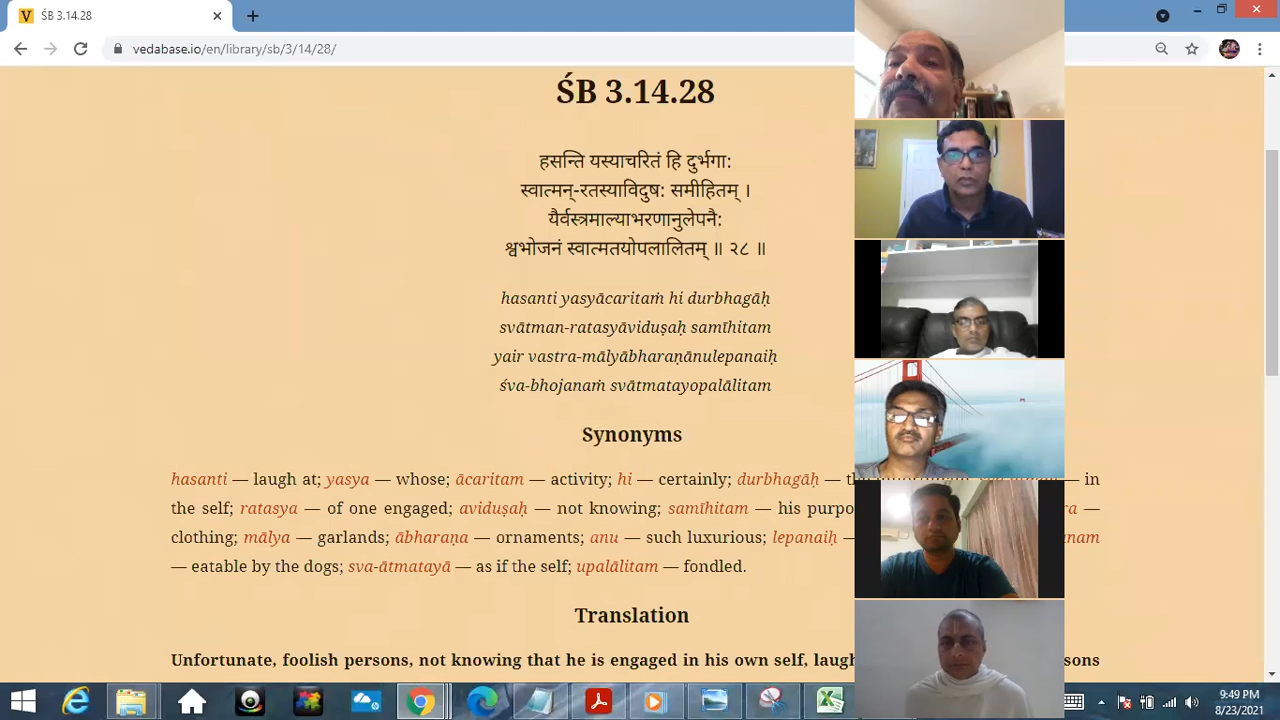 ŚB 3.14.28
vedabase.io/en/library/sb/3/14/28/
ŚB 3.14.28
हसन्ति यस्याचरितं हि दुर्भगा:
स्वात्मन्-रतस्याविदुष: समीहितम् ।
यैर्वस्त्रमाल्याभरणानुलेपनै:
श्वभोजनं स्वात्मतयोपलालितम् ॥ २८ ॥
hasanti yasyācaritaṁ hi durbhagāḥ
svātman-ratasyāviduṣaḥ samīhitam
yair vastra-mālyābharaṇānulepanaiḥ
śva-bhojanaṁ svātmatayopalālitam
Synonyms
hasanti — laugh at; yasya — whose; ācaritam — activity; hi — certainly; durbhagāḥ — — in
the self; ratasya — of one engaged; aviduṣaḥ — not knowing; samīhitam — his —
clothing; mālya — garlands; ābharaṇa — ornaments; anu — such luxurious; lepanaiḥ —
— eatable by the dogs; sva-ātmatayā — as if the self; upalālitam — fondled.
Translation
Unfortunate, foolish persons, not knowing that he is engaged in his own self,
9:49 PM
8/23/2021